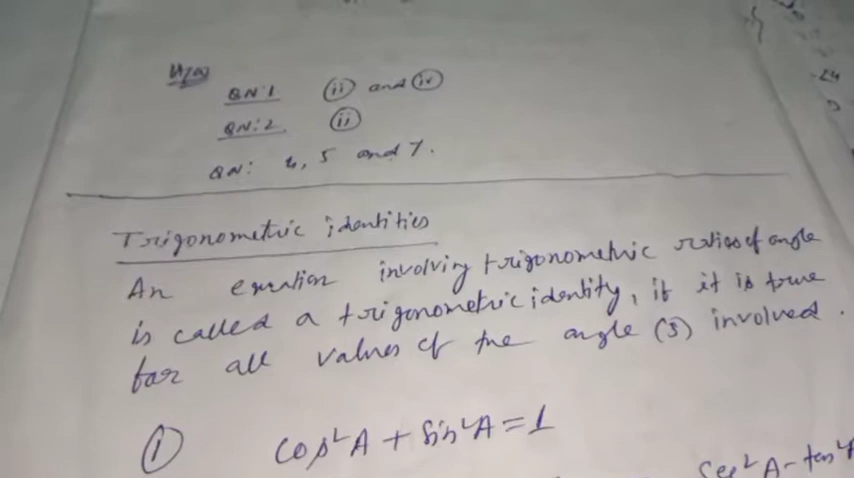 H/W
QN:1 (ii) and (iv)
QN:2. (ii)
QN: 4, 5 and 7.
Trigonometric identities
An equation involving trigonometric ratios of angle
is called a trigonometric identity, if it is true
for all values of the angle (s) involved.
(1) cos²A + sin²A = 1
sec²A - tan²A